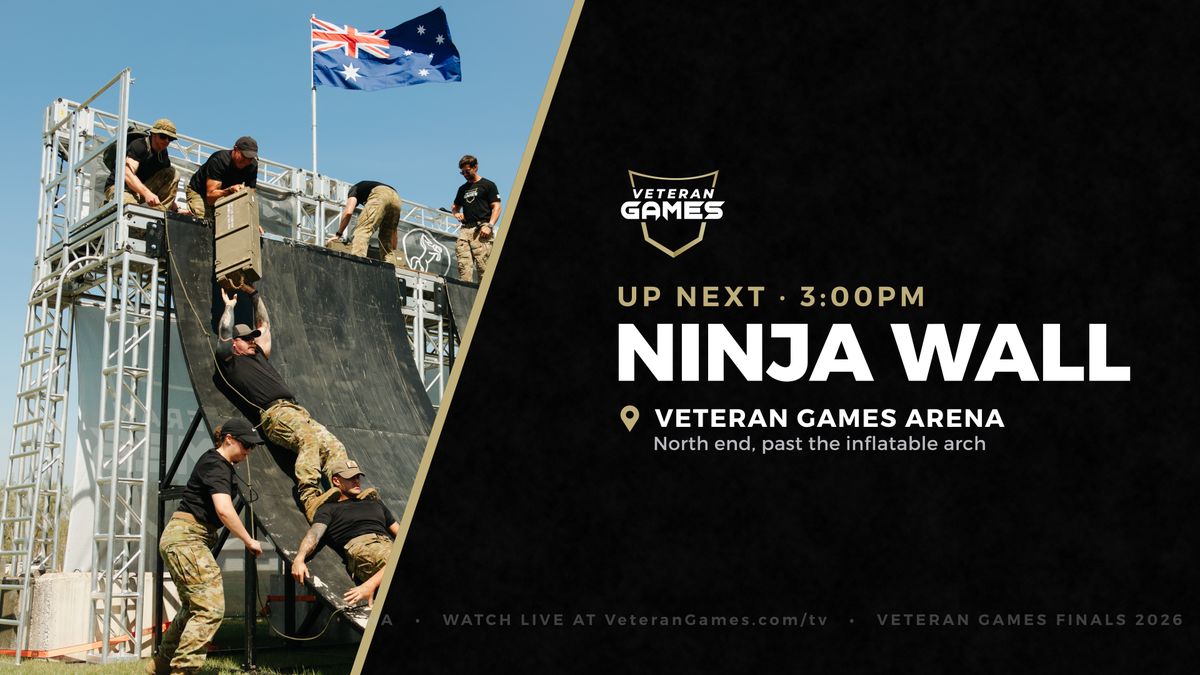 VETERAN
GAMES
UP NEXT · 3:00PM
NINJA WALL
VETERAN GAMES ARENA
North end, past the inflatable arch
A • WATCH LIVE AT VeteranGames.com/tv • VETERAN GAMES FINALS 2026